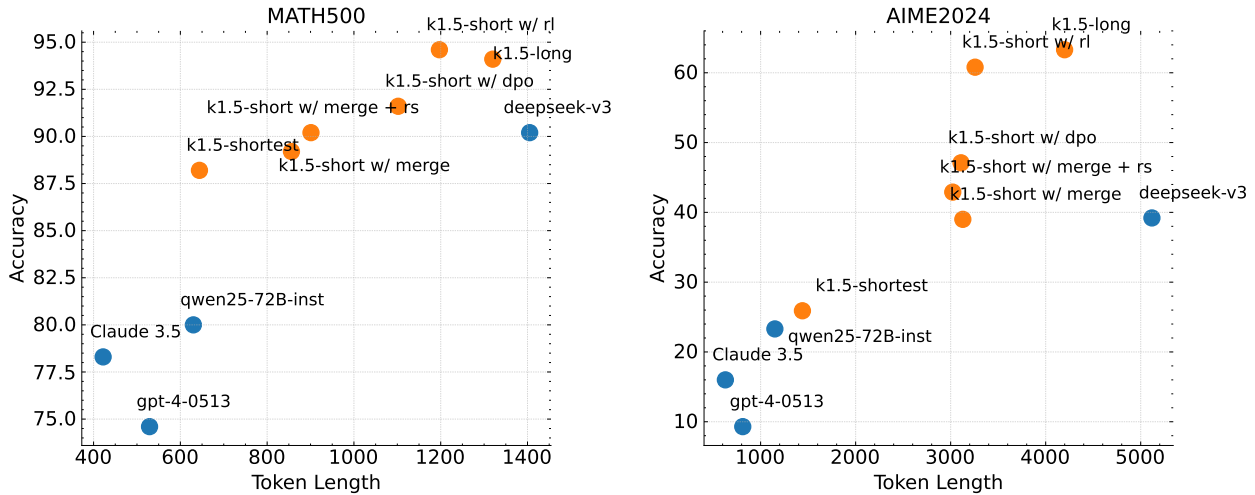 MATH500
k1.5-short w/ rl
k1.5-long
k1.5-short w/ dpo
k1.5-short w/ merge + rs
deepseek-v3
k1.5-shortest
k1.5-short w/ merge
qwen25-72B-inst
Claude 3.5
gpt-4-0513
95.0
92.5
90.0
87.5
85.0
82.5
80.0
77.5
75.0
Accuracy
400 600 800 1000 1200 1400
Token Length
AIME2024
k1.5-long
k1.5-short w/ rl
k1.5-short w/ dpo
k1.5-short w/ merge + rs
k1.5-short w/ merge
deepseek-v3
k1.5-shortest
qwen25-72B-inst
Claude 3.5
gpt-4-0513
60
50
40
30
20
10
Accuracy
1000 2000 3000 4000 5000
Token Length